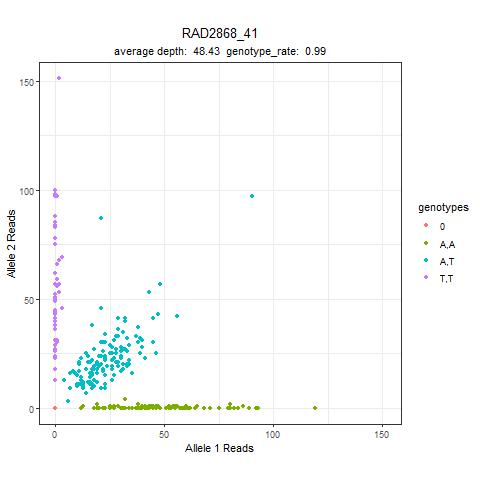 RAD2868_41
average depth:  48.43  genotype_rate:  0.99
Allele 2 Reads
150
100
50
0
0
50
100
150
Allele 1 Reads
genotypes
0
A,A
A,T
T,T